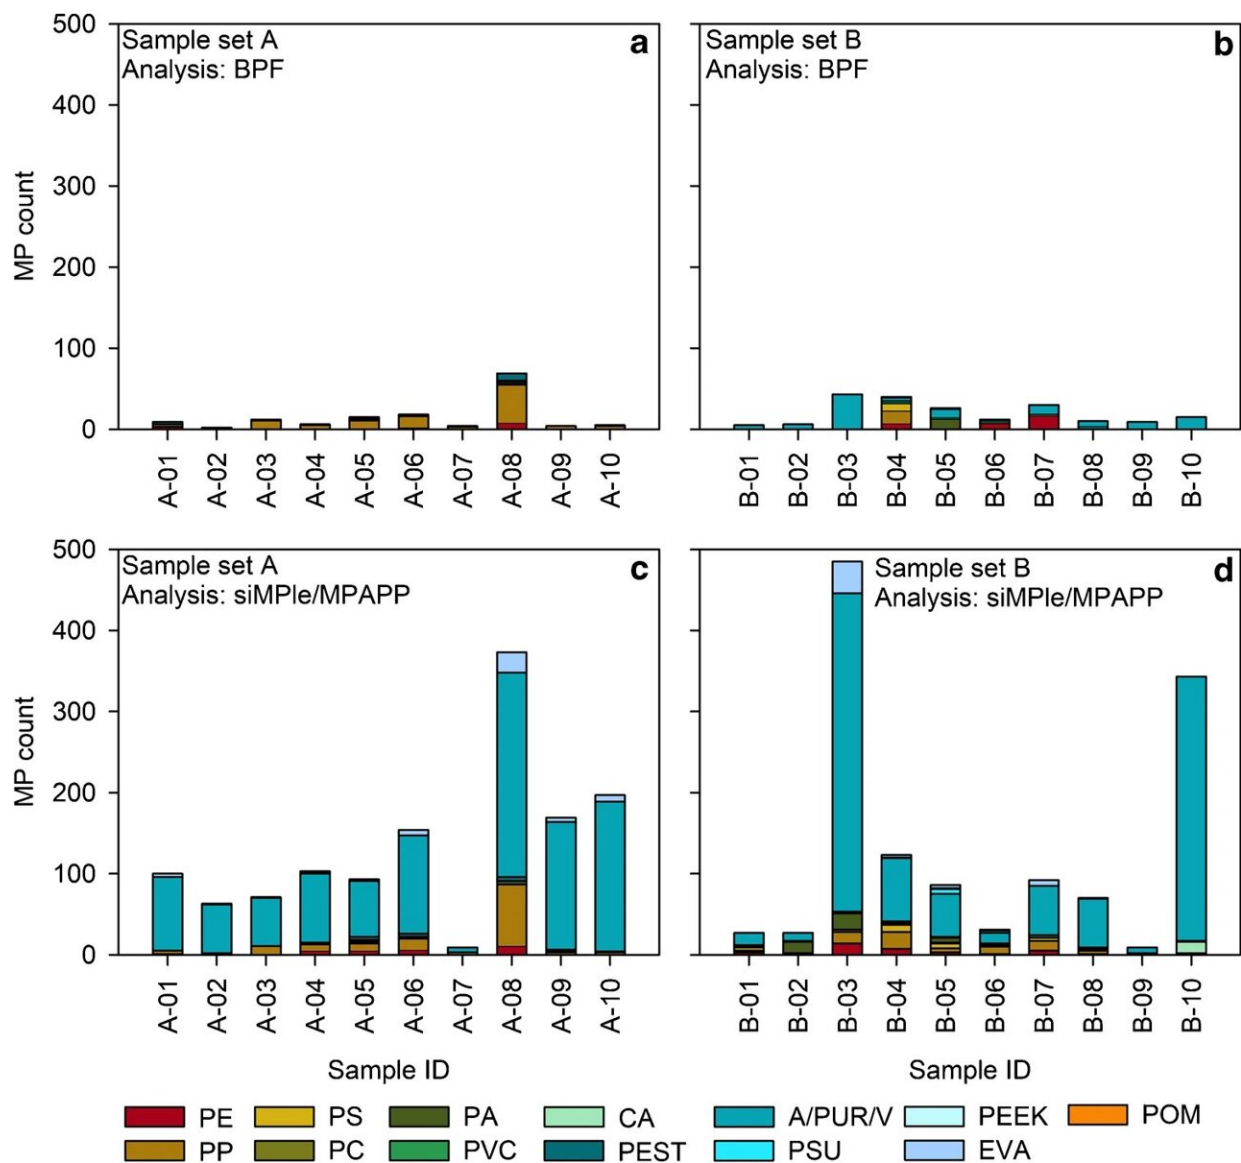 Sample set A
Analysis: BPF
a
500
400
300
200
100
0
MP count
A-01
A-02
A-03
A-04
A-05
A-06
A-07
A-08
A-09
A-10
Sample set B
Analysis: BPF
b
B-01
B-02
B-03
B-04
B-05
B-06
B-07
B-08
B-09
B-10
Sample set A
Analysis: siMPle/MPAPP
c
500
400
300
200
100
0
MP count
A-01
A-02
A-03
A-04
A-05
A-06
A-07
A-08
A-09
A-10
Sample ID
Sample set B
Analysis: siMPle/MPAPP
d
B-01
B-02
B-03
B-04
B-05
B-06
B-07
B-08
B-09
B-10
Sample ID
PE PS PA CA A/PUR/V PEEK POM
PP PC PVC PEST PSU EVA